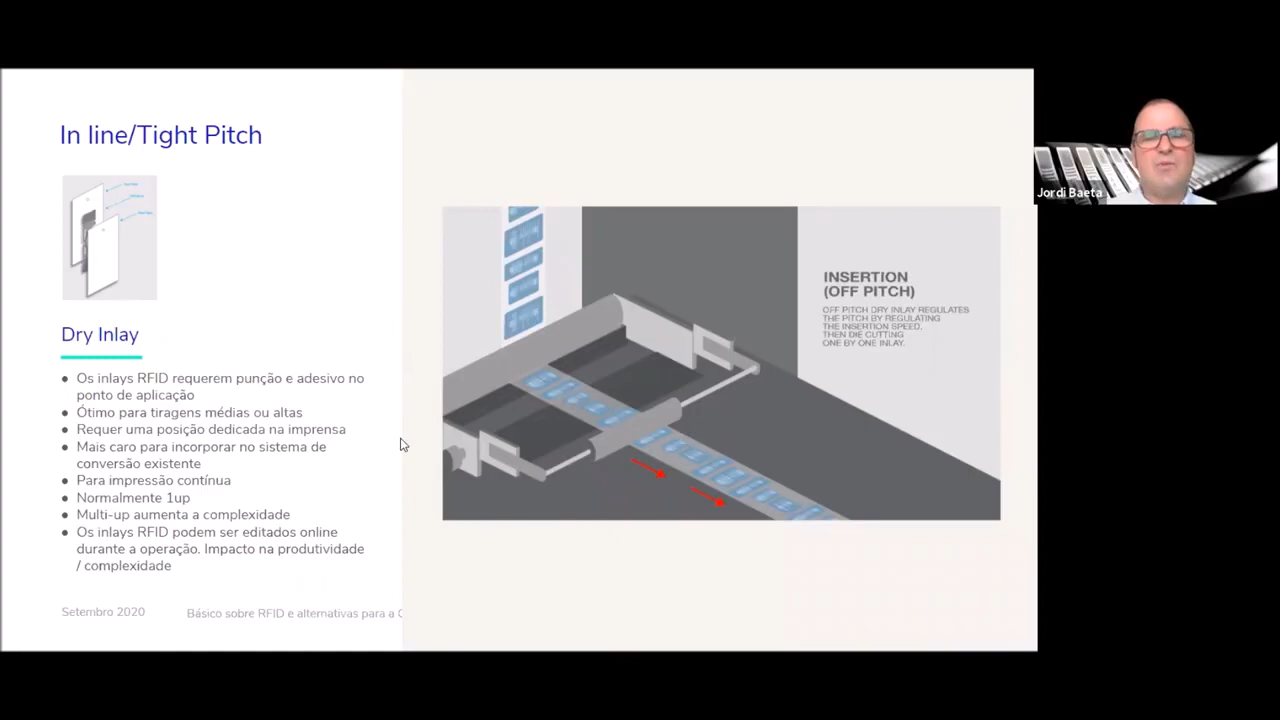 In line/Tight Pitch
Dry Inlay
● Os inlays RFID requerem punção e adesivo no
ponto de aplicação
● Ótimo para tiragens médias ou altas
● Requer uma posição dedicada na imprensa
● Mais caro para incorporar no sistema de
conversão existente
● Para impressão contínua
● Normalmente 1up
● Multi-up aumenta a complexidade
● Os inlays RFID podem ser editados online
durante a operação. Impacto na produtividade
/ complexidade
Setembro 2020
Básico sobre RFID e alternativas para a
INSERTION
(OFF PITCH)
OFF PITCH DRY INLAY REGULATES
THE PITCH BY REGULATING
THE INSERTION SPEED,
THEN DIE CUTTING
ONE BY ONE INLAY.
Jordi Baeta